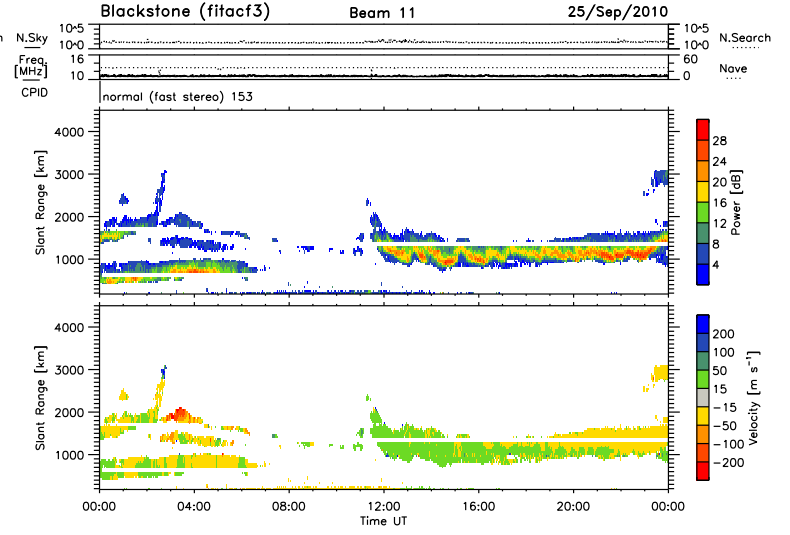 Blackstone (fitacf3) Beam 11 25/Sep/2010
N.Sky 10^5 10^0 10^5 10^0 N.Search
Freq. [MHz] 16 10 60 0 Nave
CPID normal (fast stereo) 153
Slant Range [km] 4000 3000 2000 1000
Power [dB] 28 24 20 16 12 8 4
Slant Range [km] 4000 3000 2000 1000
Velocity [m s⁻¹] 200 100 50 15 −15 −50 −100 −200
00:00 04:00 08:00 12:00 16:00 20:00 00:00
Time UT